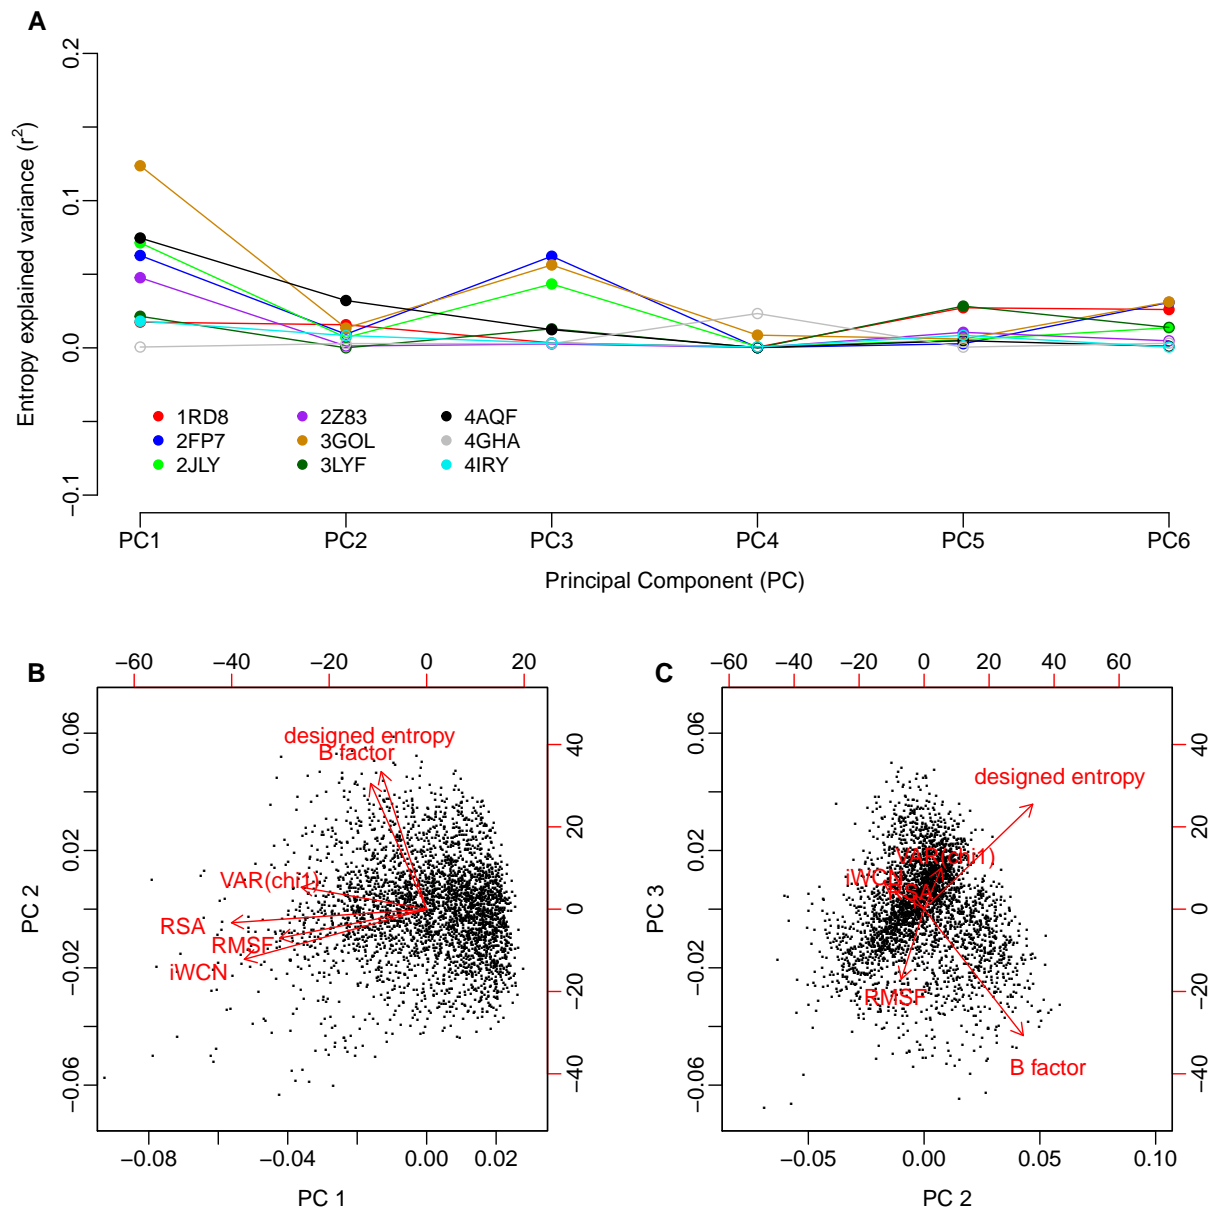 A
Entropy explained variance (r2)
0.2
0.1
0.0
−0.1
1RD8 2Z83 4AQF
2FP7 3GOL 4GHA
2JLY 3LYF 4IRY
PC1 PC2 PC3 PC4 PC5 PC6
Principal Component (PC)
B
−60 −40 −20 0 20
PC 2
0.06
0.02
−0.02
−0.06
40
20
0
−20
−40
designed entropy
B factor
VAR(chi1)
RSA
RMSF
iWCN
−0.08 −0.04 0.00 0.02
PC 1
C
−60 −40 −20 0 20 40 60
PC 3
0.06
0.02
−0.02
−0.06
40
20
0
−20
−40
designed entropy
VAR(chi1)
iWCN
RSA
RMSF
B factor
−0.05 0.00 0.05 0.10
PC 2